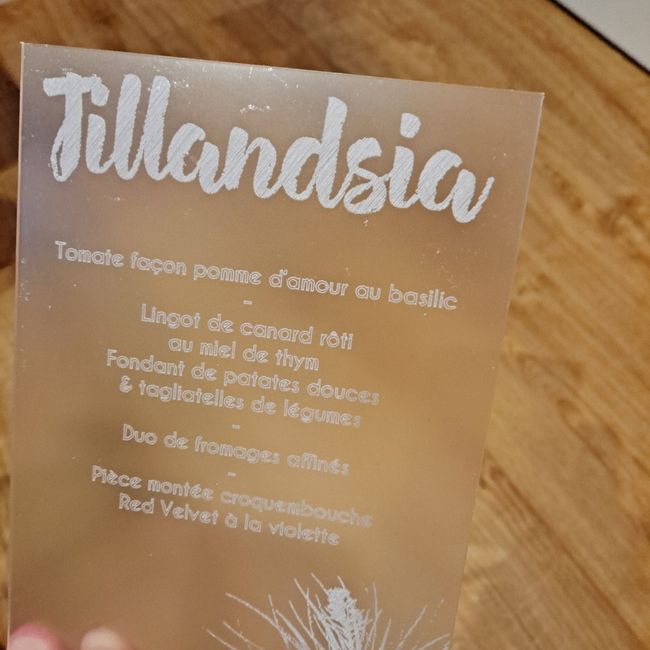 Tillandsia
Tomate façon pomme d'amour au basilic
-
Lingot de canard rôti
au miel de thym
Fondant de patates douces
& tagliatelles de légumes
-
Duo de fromages affinés
-
Pièce montée croquembouche
Red Velvet à la violette